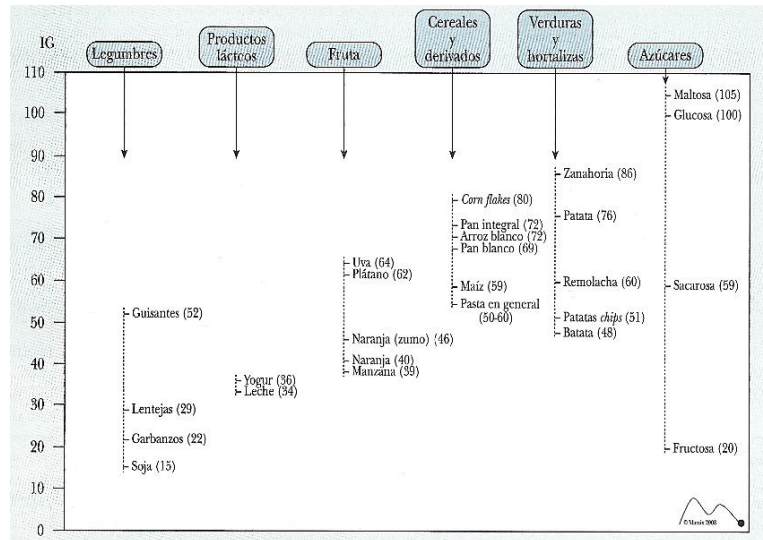 IG
Legumbres
Productos
lácteos
Fruta
Cereales
y
derivados
Verduras
y
hortalizas
Azúcares
110
100
90
80
70
60
50
40
30
20
10
0
Guisantes (52)
Lentejas (29)
Garbanzos (22)
Soja (15)
Yogur (36)
Leche (34)
Uva (64)
Plátano (62)
Naranja (zumo) (46)
Naranja (40)
Manzana (39)
Corn flakes (80)
Pan integral (72)
Arroz blanco (72)
Pan blanco (69)
Maíz (59)
Pasta en general
(50-60)
Zanahoria (86)
Patata (76)
Remolacha (60)
Patatas chips (51)
Batata (48)
Maltosa (105)
Glucosa (100)
Sacarosa (59)
Fructosa (20)